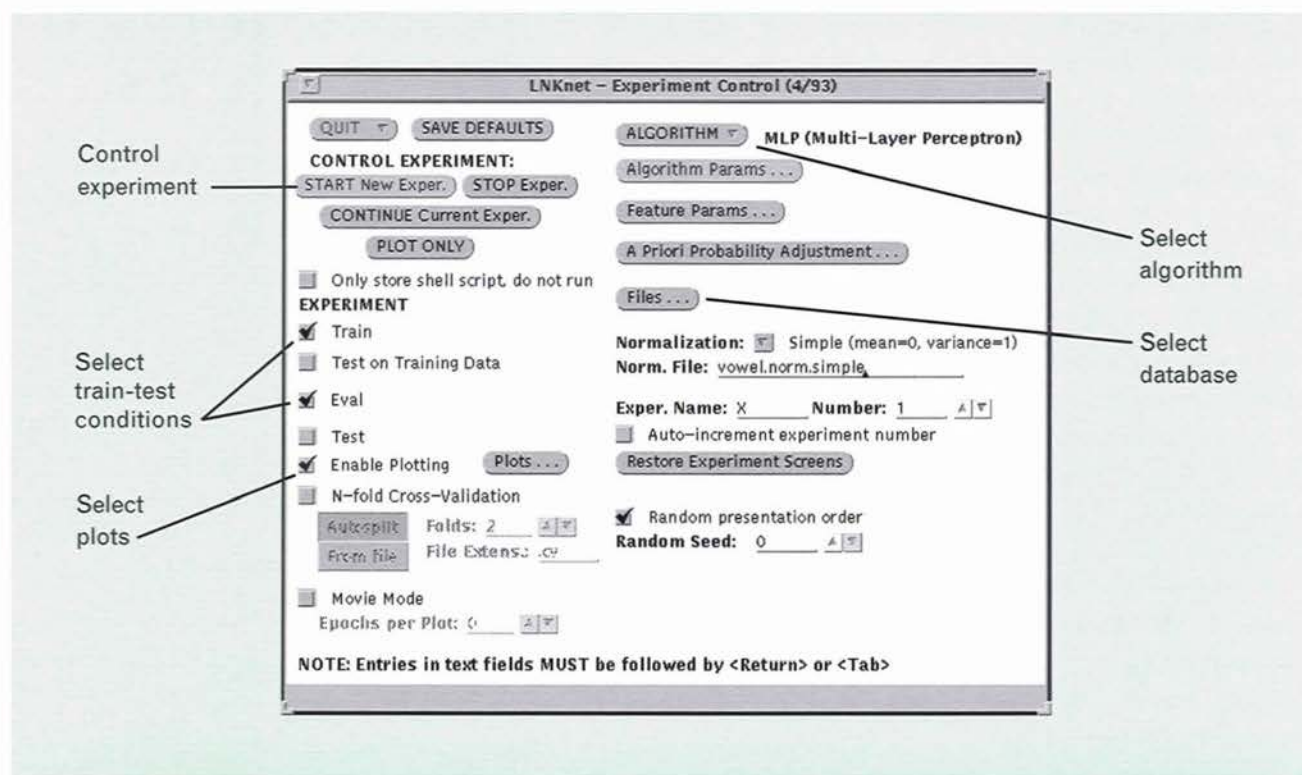 LNKnet – Experiment Control (4/93)
QUIT
SAVE DEFAULTS
CONTROL EXPERIMENT:
START New Exper.
STOP Exper.
CONTINUE Current Exper.
PLOT ONLY
Only store shell script, do not run
EXPERIMENT
Train
Test on Training Data
Eval
Test
Enable Plotting
Plots ...
N-fold Cross-Validation
Autosplit
Folds: 2
From file
File Extens.: .cv
Movie Mode
Epochs per Plot: 0
ALGORITHM
MLP (Multi-Layer Perceptron)
Algorithm Params ...
Feature Params ...
A Priori Probability Adjustment ...
Files ...
Normalization: Simple (mean=0, variance=1)
Norm. File: vowel.norm.simple
Exper. Name: X Number: 1
Auto-increment experiment number
Restore Experiment Screens
Random presentation order
Random Seed: 0
NOTE: Entries in text fields MUST be followed by <Return> or <Tab>
Control
experiment
Select
train-test
conditions
Select
plots
Select
algorithm
Select
database